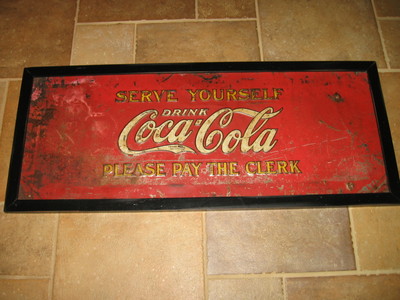 SERVE YOURSELF
DRINK
Coca-Cola
PLEASE PAY THE CLERK